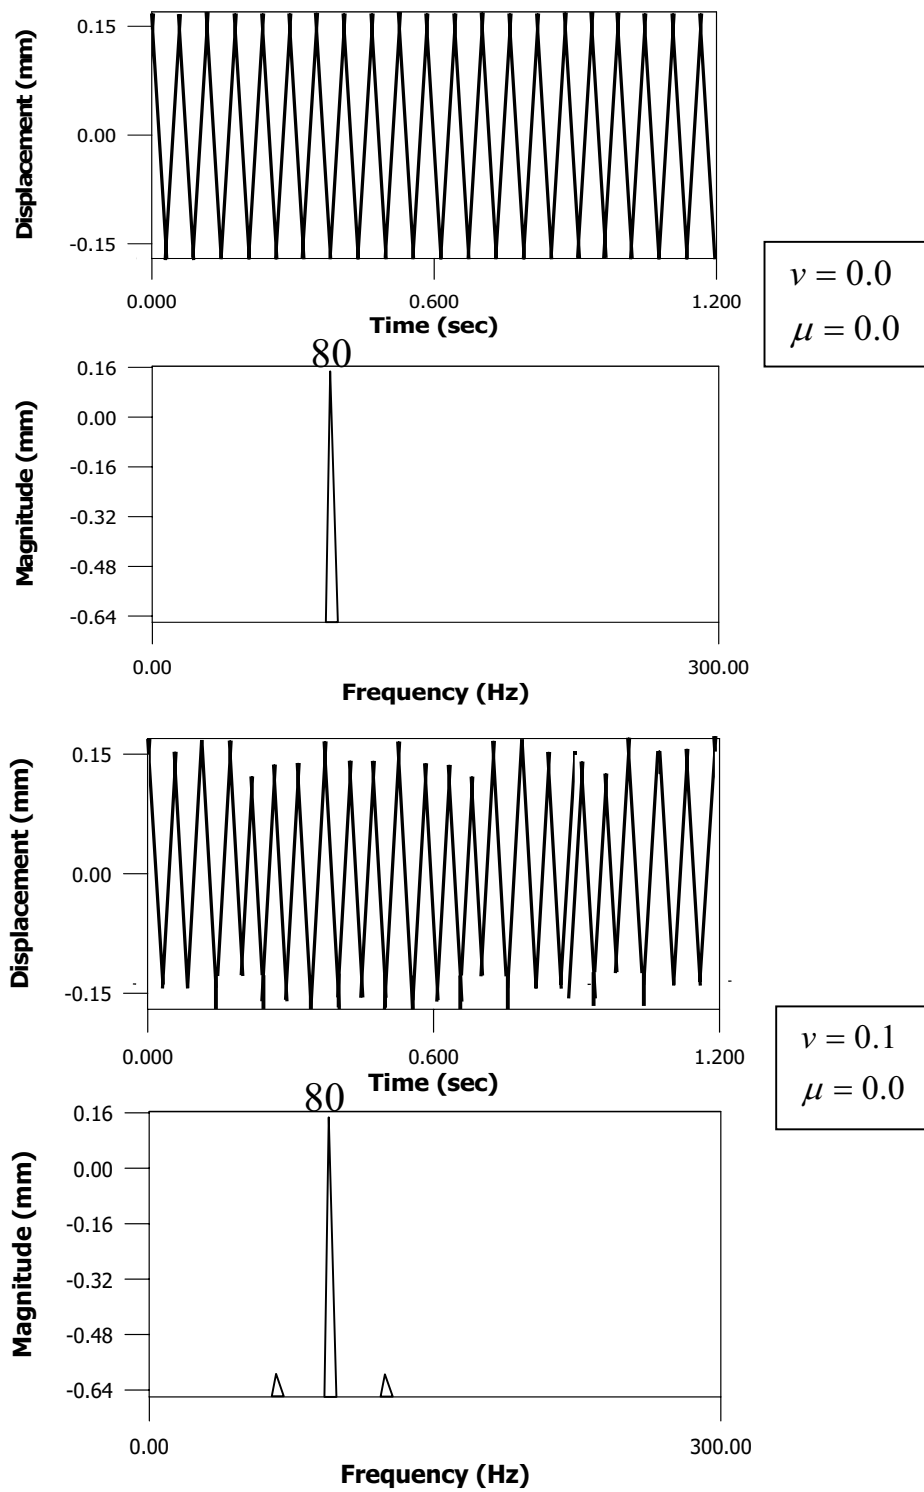 Displacement (mm)
0.15
0.00
-0.15
0.000
0.600
1.200
Time (sec)
ν = 0.0
μ = 0.0
80
Magnitude (mm)
0.16
0.00
-0.16
-0.32
-0.48
-0.64
0.00
300.00
Frequency (Hz)
Displacement (mm)
0.15
0.00
-0.15
0.000
0.600
1.200
Time (sec)
ν = 0.1
μ = 0.0
80
Magnitude (mm)
0.16
0.00
-0.16
-0.32
-0.48
-0.64
0.00
300.00
Frequency (Hz)